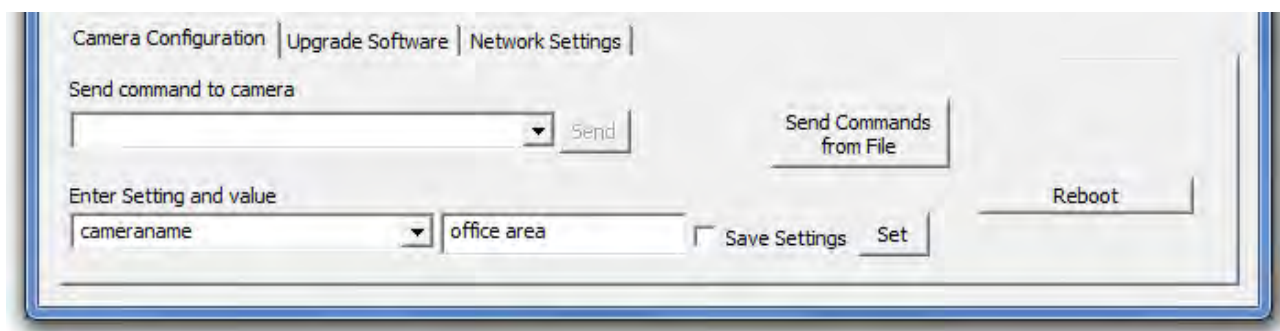 Camera Configuration Upgrade Software Network Settings
Send command to camera
Send
Send Commands
from File
Enter Setting and value
Reboot
cameraname office area Save Settings Set